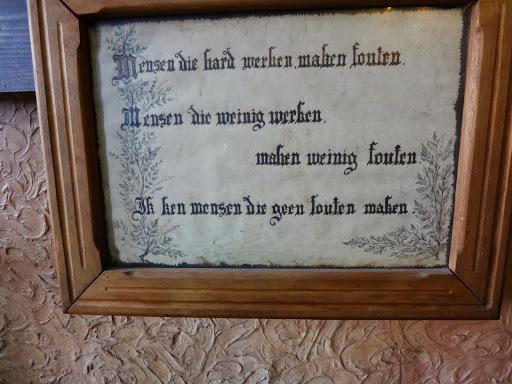 Mensen die hard werken, maken fouten.
Mensen die weinig werken.
maken weinig fouten
Ik ken mensen die geen fouten maken.